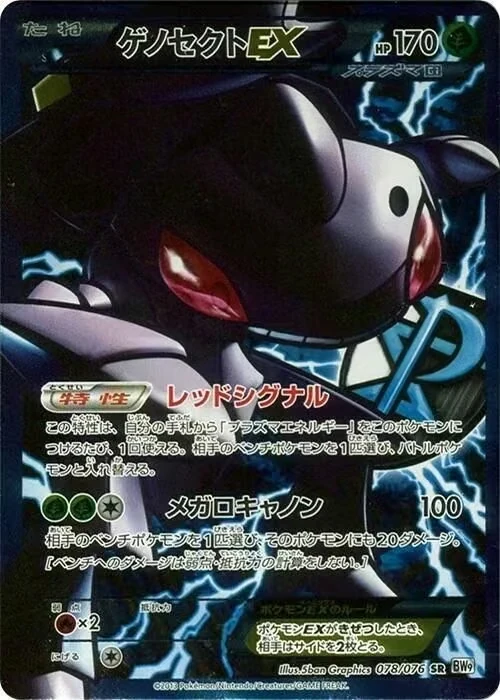 たね
ゲノセクトEX
HP170
プラズマ団
とくせい
特性
レッドシグナル
この特性は、自分の手札から「プラズマエネルギー」をこのポケモンに
つけるたび、1回使える。相手のベンチポケモンを1匹選び、バトルポケ
モンと入れ替える。
メガロキャノン
100
相手のベンチポケモンを1匹選び、そのポケモンにも20ダメージ。
[ベンチへのダメージは弱点・抵抗力の計算をしない。]
弱点
抵抗力
×2
にげる
ポケモンEXのルール
ポケモンEXがきぜつしたとき、
相手はサイドを2枚とる。
Illus.5ban Graphics 078/076 SR BW9
©2013 Pokémon/Nintendo/Creatures/GAME FREAK.